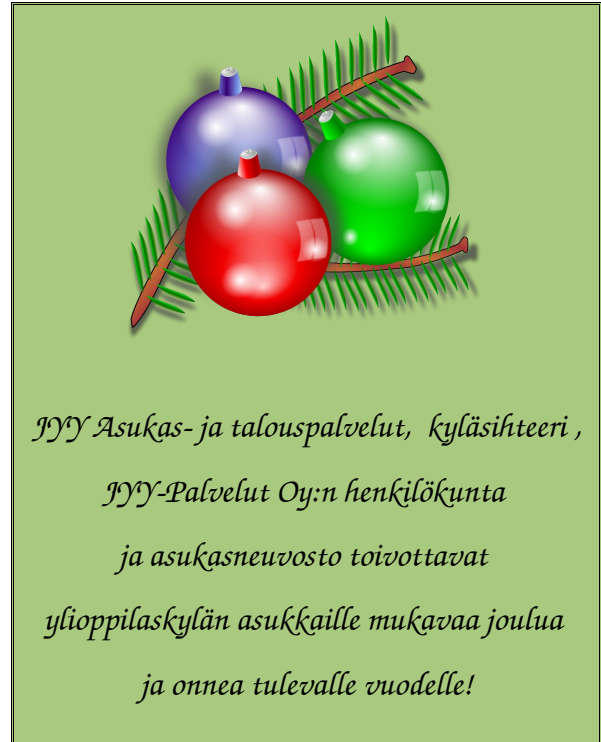 JYY Asukas- ja talouspalvelut, kyläsihteeri ,
JYY-Palvelut Oy:n henkilökunta
ja asukasneuvosto toivottavat
ylioppilaskylän asukkaille mukavaa joulua
ja onnea tulevalle vuodelle!